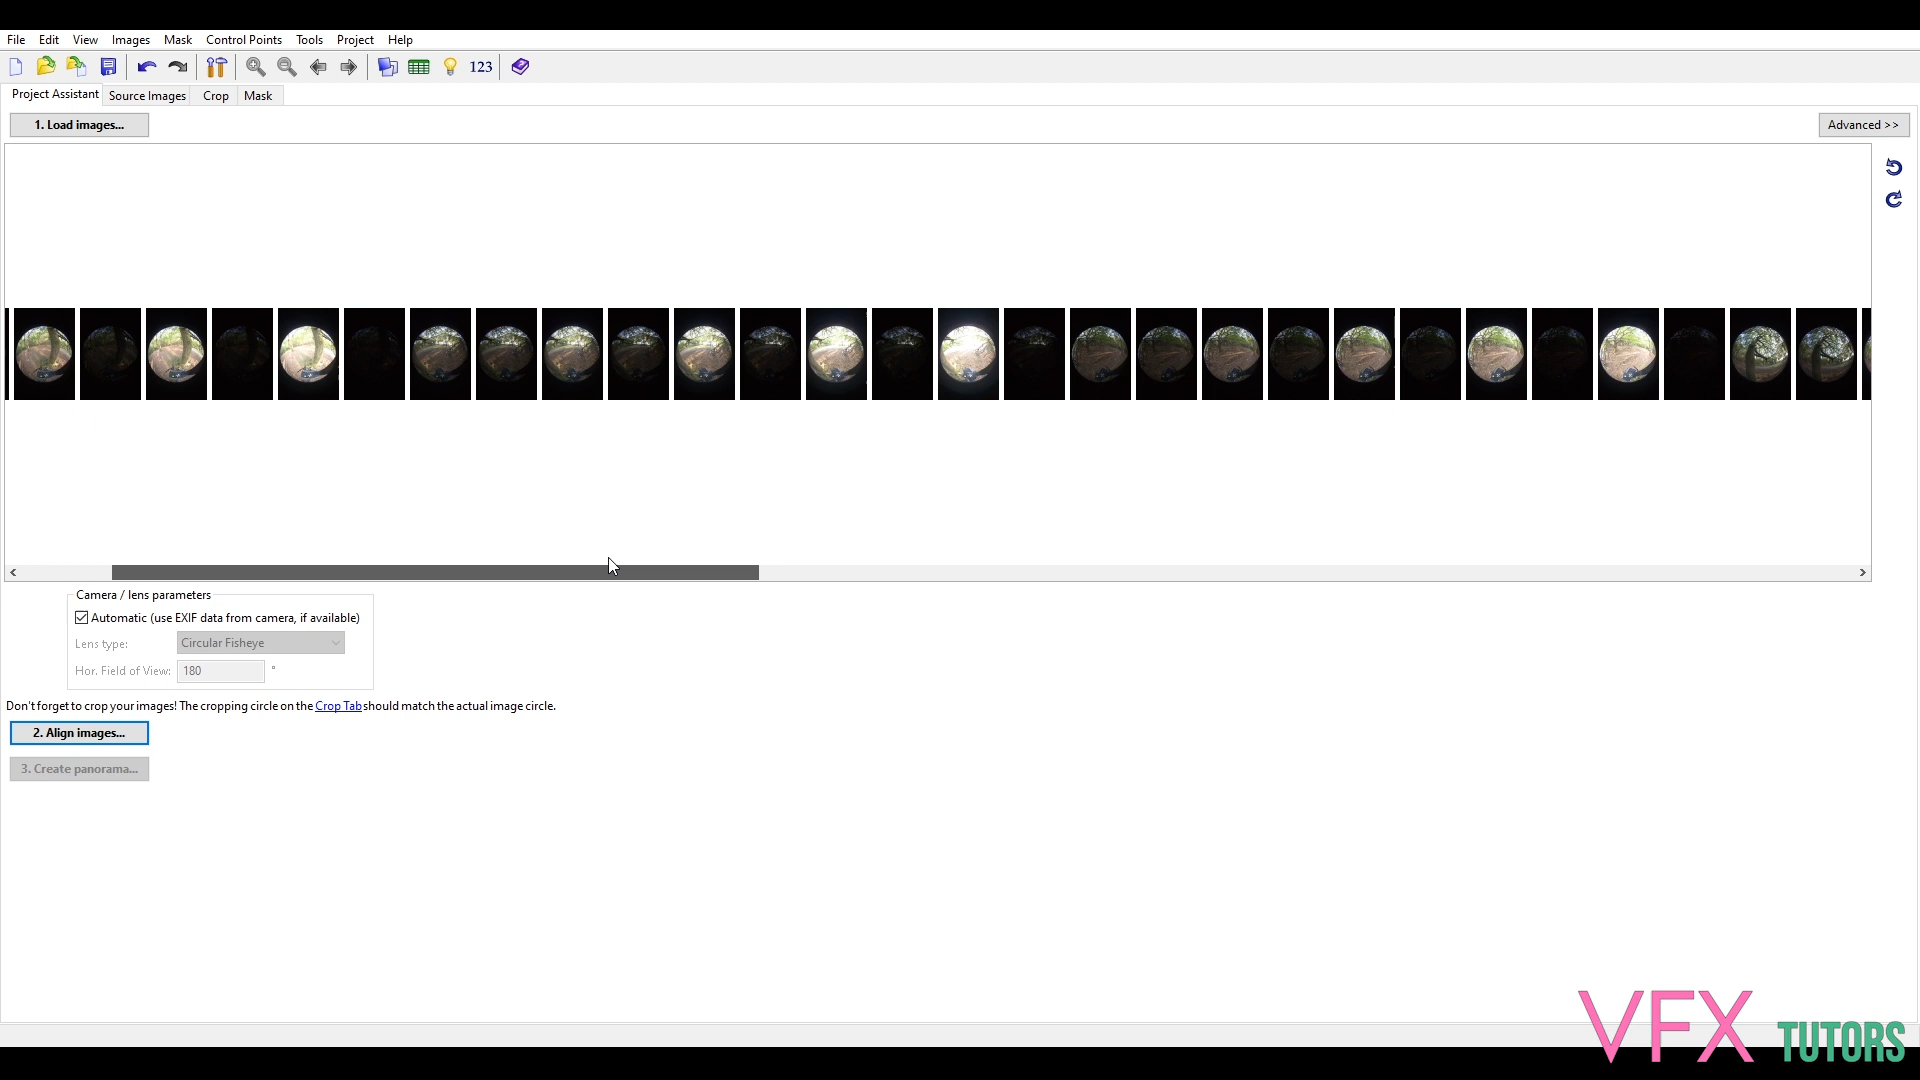 File Edit View Images Mask Control Points Tools Project Help
123
Project Assistant Source Images Crop Mask
1. Load images...
Advanced >>
Camera / lens parameters
Automatic (use EXIF data from camera, if available)
Lens type: Circular Fisheye
Hor. Field of View: 180 °
Don't forget to crop your images! The cropping circle on the Crop Tab should match the actual image circle.
2. Align images...
3. Create panorama...
VFX TUTORS